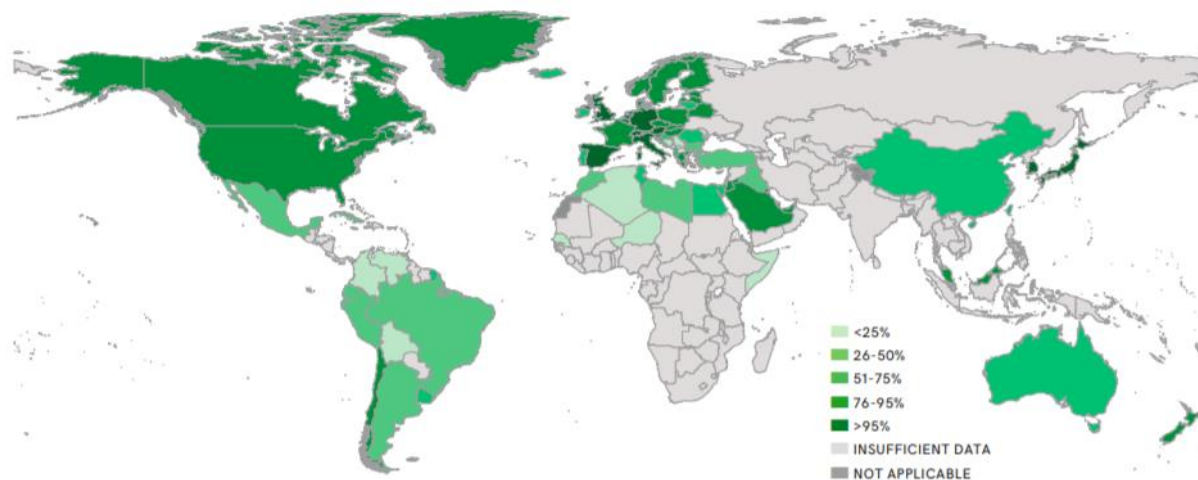 <25%
26-50%
51-75%
76-95%
>95%
INSUFFICIENT DATA
NOT APPLICABLE